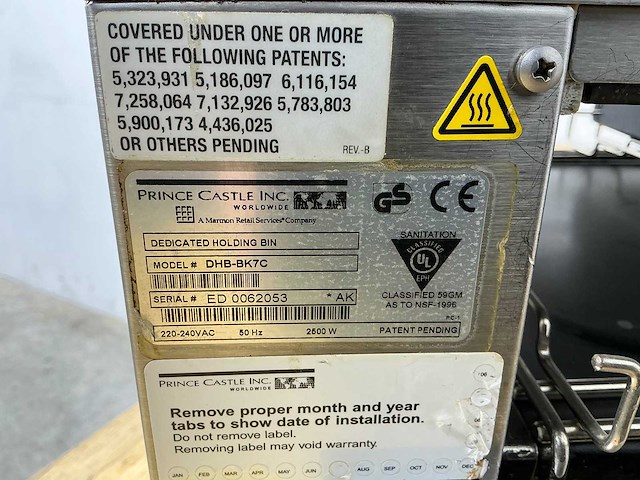 COVERED UNDER ONE OR MORE
OF THE FOLLOWING PATENTS:
5,323,931 5,186,097 6,116,154
7,258,064 7,132,926 5,783,803
5,900,173 4,436,025
OR OTHERS PENDING
REV.-B
PRINCE CASTLE INC.
WORLDWIDE
A Marmon Retail Services® Company
GS CE
DEDICATED HOLDING BIN
MODEL # DHB-BK7C
SERIAL # ED 0062053 *AK
220-240VAC 50 Hz 2500 W
SANITATION
CLASSIFIED
UL
EPH
CLASSIFIED 59GM
AS TO NSF-1996
PATENT PENDING
PRINCE CASTLE INC.
WORLDWIDE
Remove proper month and year
tabs to show date of installation.
Do not remove label.
Removing label may void warranty.
JAN FEB MAR APR MAY JUN AUG SEP OCT NOV DEC